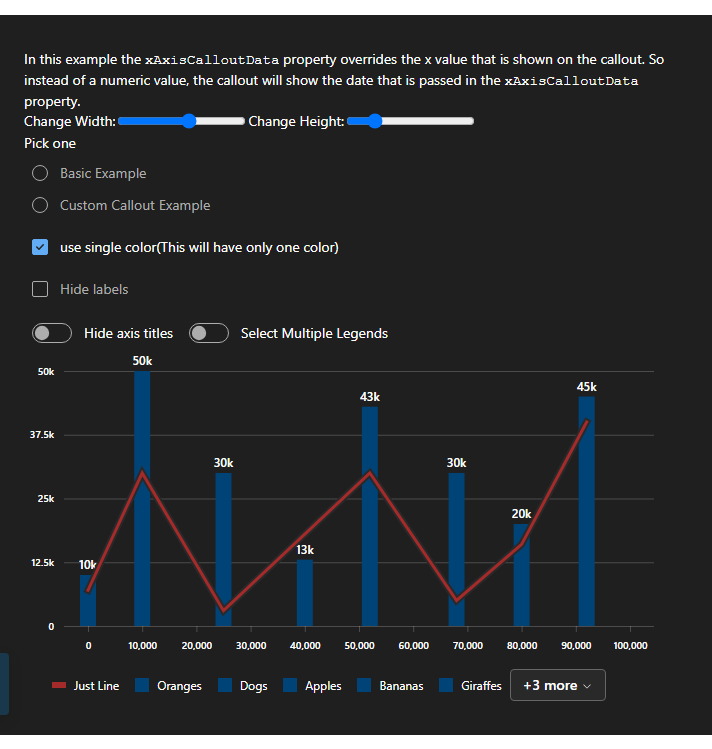 In this example the xAxisCalloutData property overrides the x value that is shown on the callout. So
instead of a numeric value, the callout will show the date that is passed in the xAxisCalloutData
property.
Change Width: Change Height:
Pick one
Basic Example
Custom Callout Example
use single color(This will have only one color)
Hide labels
Hide axis titles Select Multiple Legends
50k
50k
43k
45k
37.5k
30k
30k
25k
20k
13k
12.5k
10k
0
0 10,000 20,000 30,000 40,000 50,000 60,000 70,000 80,000 90,000 100,000
Just Line Oranges Dogs Apples Bananas Giraffes +3 more